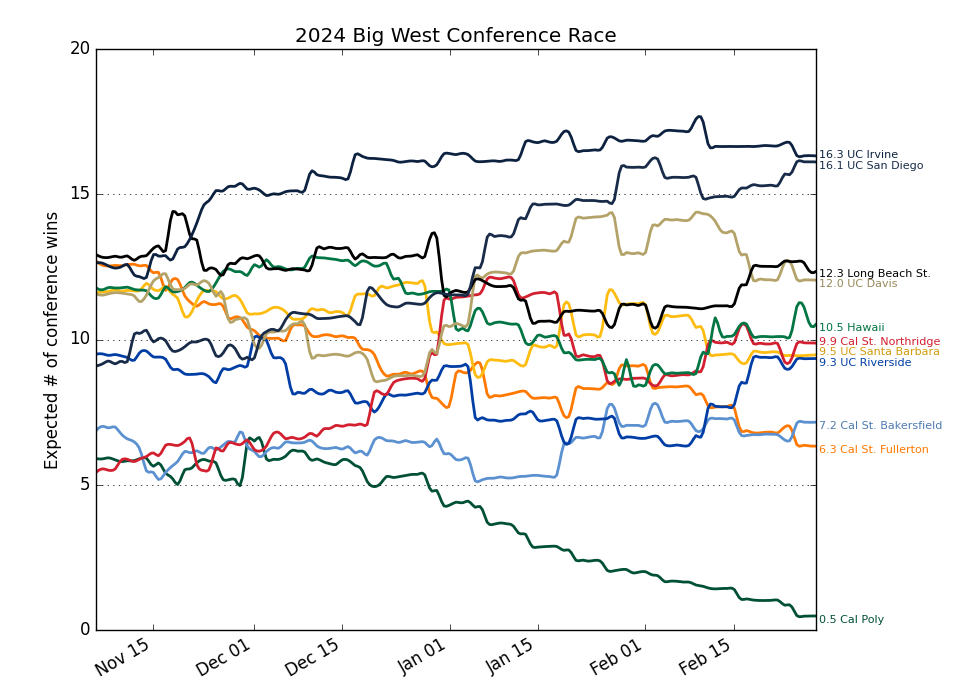 2024 Big West Conference Race
Expected # of conference wins
20
15
10
5
0
Nov 15
Dec 01
Dec 15
Jan 01
Jan 15
Feb 01
Feb 15
16.3 UC Irvine
16.1 UC San Diego
12.3 Long Beach St.
12.0 UC Davis
10.5 Hawaii
9.9 Cal St. Northridge
9.5 UC Santa Barbara
9.3 UC Riverside
7.2 Cal St. Bakersfield
6.3 Cal St. Fullerton
0.5 Cal Poly